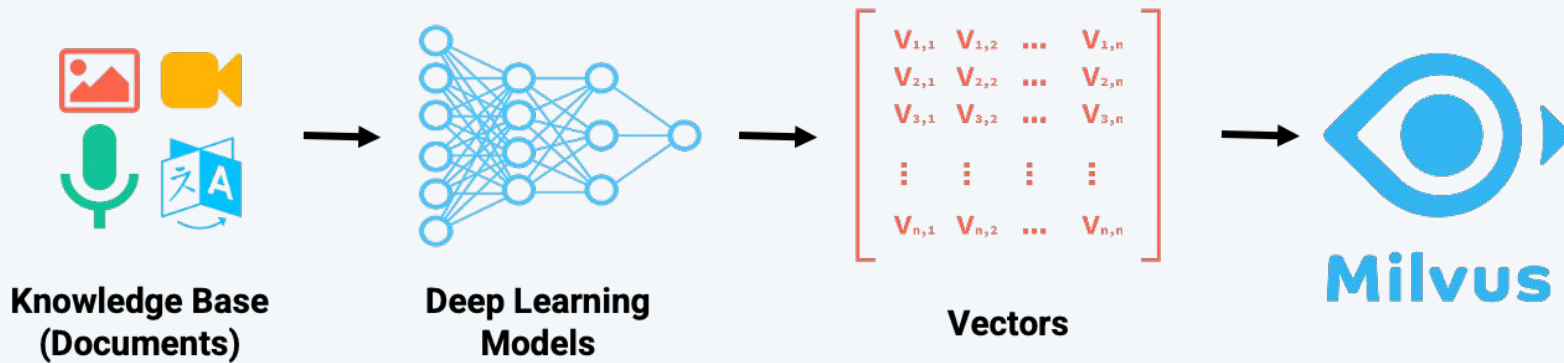 V1,1 V1,2 ... V1,n
V2,1 V2,2 ... V2,n
V3,1 V3,2 ... V3,n
⋮ ⋮ ⋮ ⋮
Vn,1 Vn,2 ... Vn,n
A
Knowledge Base
(Documents)
Deep Learning
Models
Vectors
Milvus